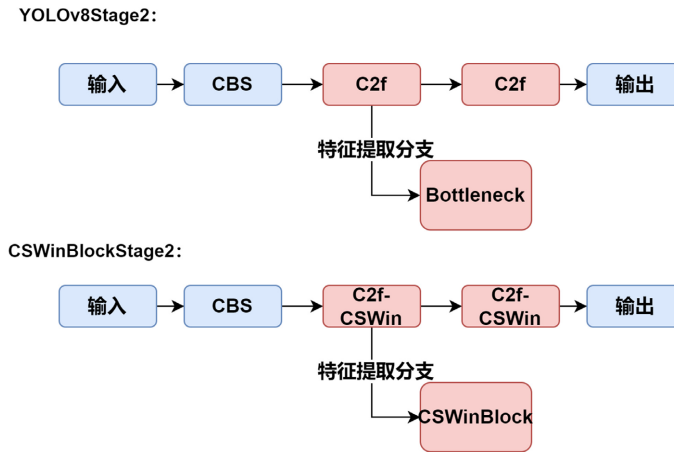 YOLOv8Stage2:
输入
CBS
C2f
C2f
输出
特征提取分支
Bottleneck
CSWinBlockStage2:
输入
CBS
C2f-
CSWin
C2f-
CSWin
输出
特征提取分支
CSWinBlock